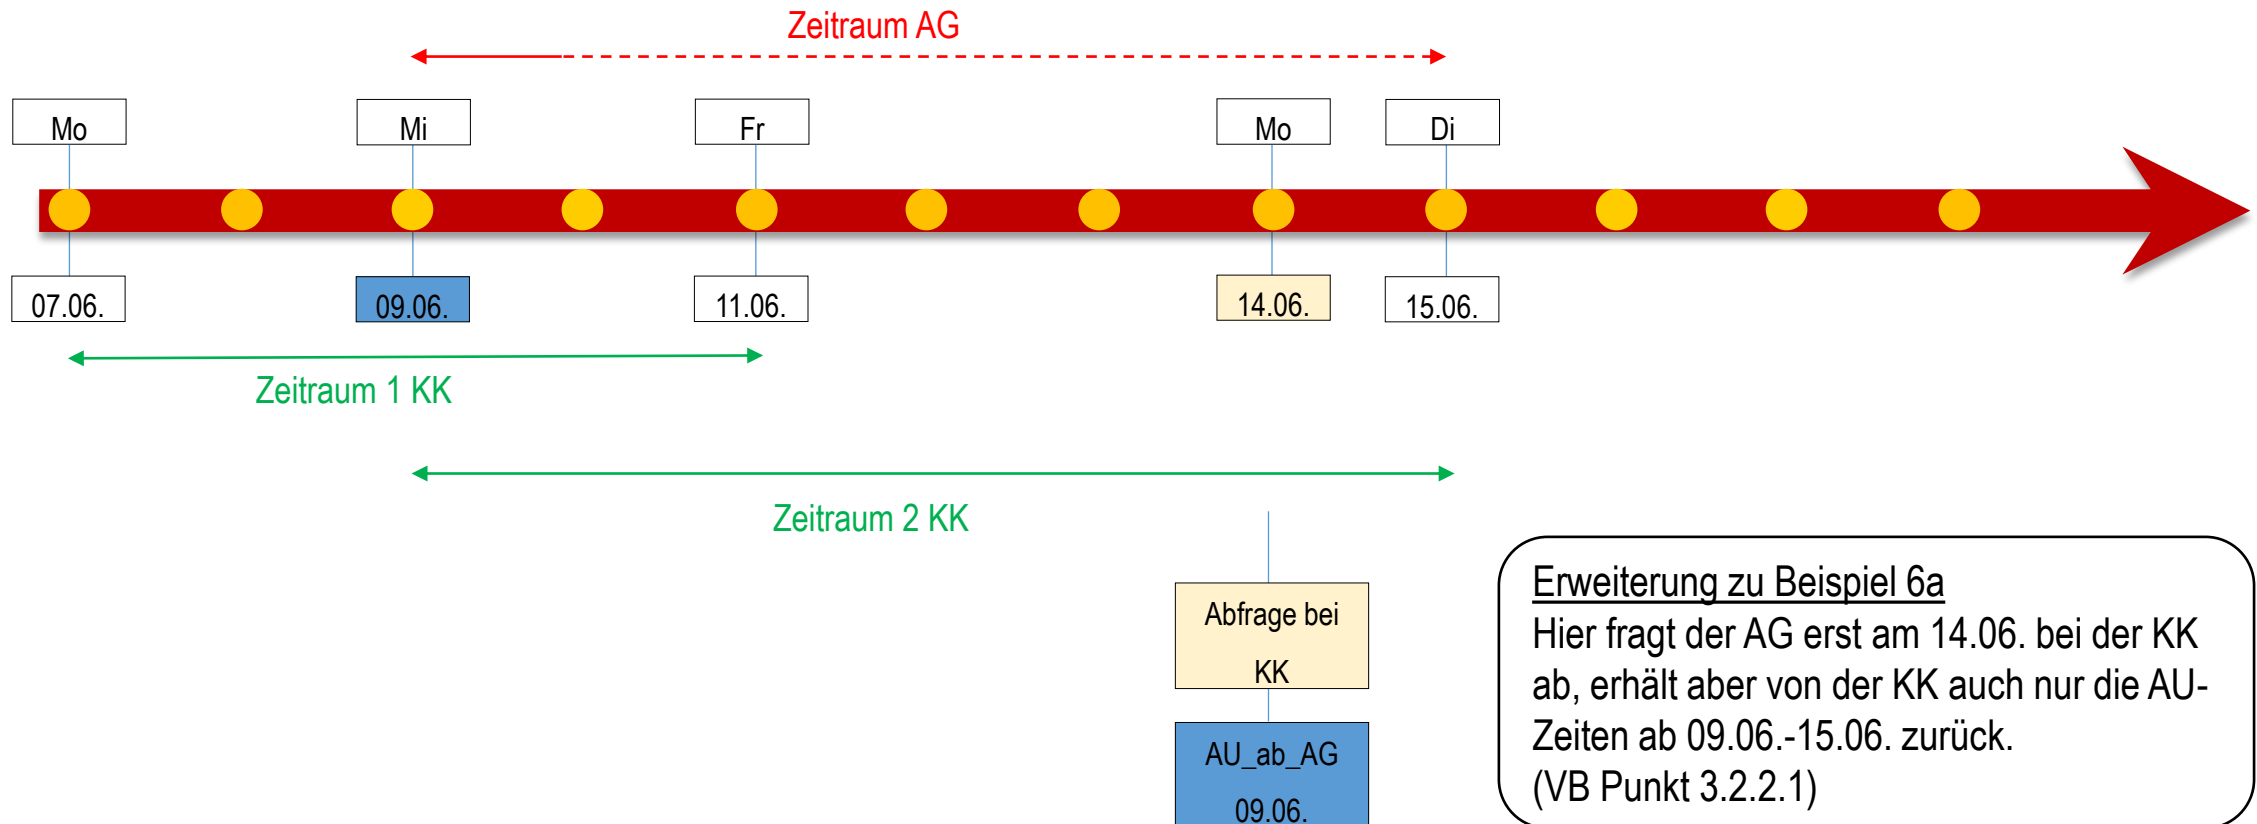 Zeitraum AG
Mo
Mi
Fr
Mo
Di
07.06.
09.06.
11.06.
14.06.
15.06.
Zeitraum 1 KK
Zeitraum 2 KK
Abfrage bei
KK
AU_ab_AG
09.06.
Erweiterung zu Beispiel 6a
Hier fragt der AG erst am 14.06. bei der KK
ab, erhält aber von der KK auch nur die AU-
Zeiten ab 09.06.-15.06. zurück.
(VB Punkt 3.2.2.1)